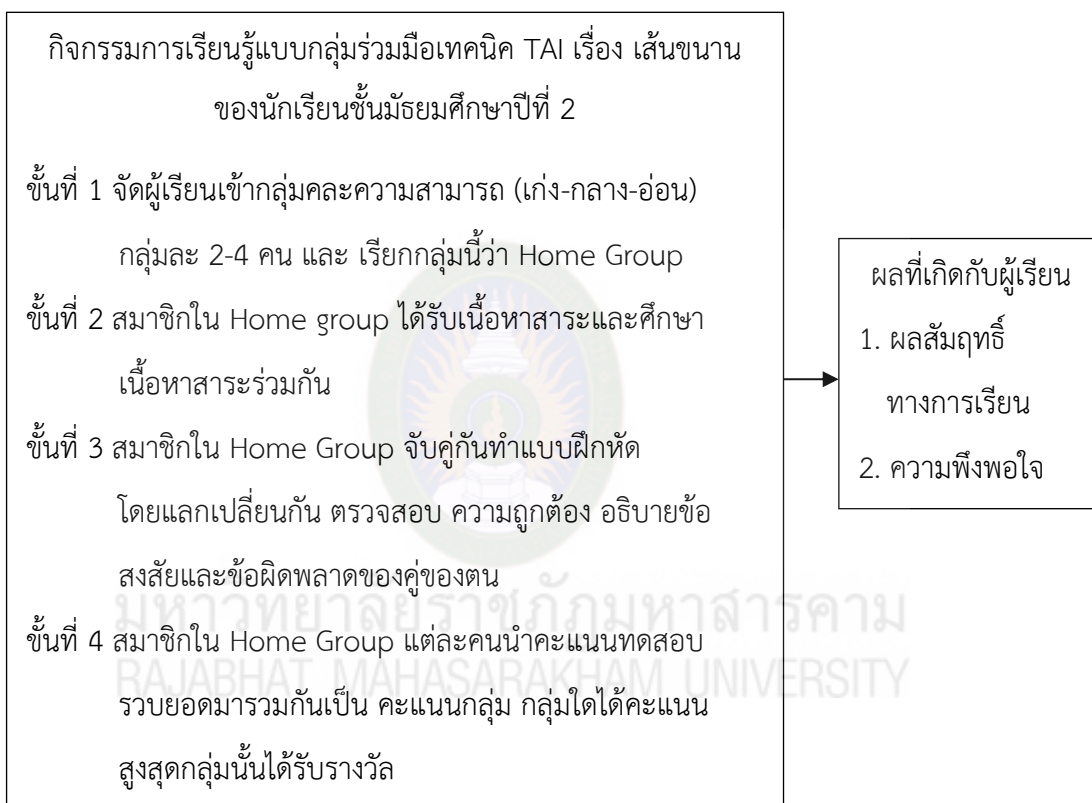 กิจกรรมการเรียนรู้แบบกลุ่มร่วมมือเทคนิค TAI เรื่อง เส้นขนาน
ของนักเรียนชั้นมัธยมศึกษาปีที่ 2
ขั้นที่ 1 จัดผู้เรียนเข้ากลุ่มคละความสามารถ (เก่ง-กลาง-อ่อน)
กลุ่มละ 2-4 คน และ เรียกกลุ่มนี้ว่า Home Group
ขั้นที่ 2 สมาชิกใน Home group ได้รับเนื้อหาสาระและศึกษา
เนื้อหาสาระร่วมกัน
ขั้นที่ 3 สมาชิกใน Home Group จับคู่กันทำแบบฝึกหัด
โดยแลกเปลี่ยนกัน ตรวจสอบ ความถูกต้อง อธิบายข้อ
สงสัยและข้อผิดพลาดของคู่ของตน
ขั้นที่ 4 สมาชิกใน Home Group แต่ละคนนำคะแนนทดสอบ
รวบยอดมารวมกันเป็น คะแนนกลุ่ม กลุ่มใดได้คะแนน
สูงสุดกลุ่มนั้นได้รับรางวัล
ผลที่เกิดกับผู้เรียน
1. ผลสัมฤทธิ์
ทางการเรียน
2. ความพึงพอใจ
มหาวิทยาลัยราชภัฏมหาสารคาม
RAJABHAT MAHASARAKHAM UNIVERSITY